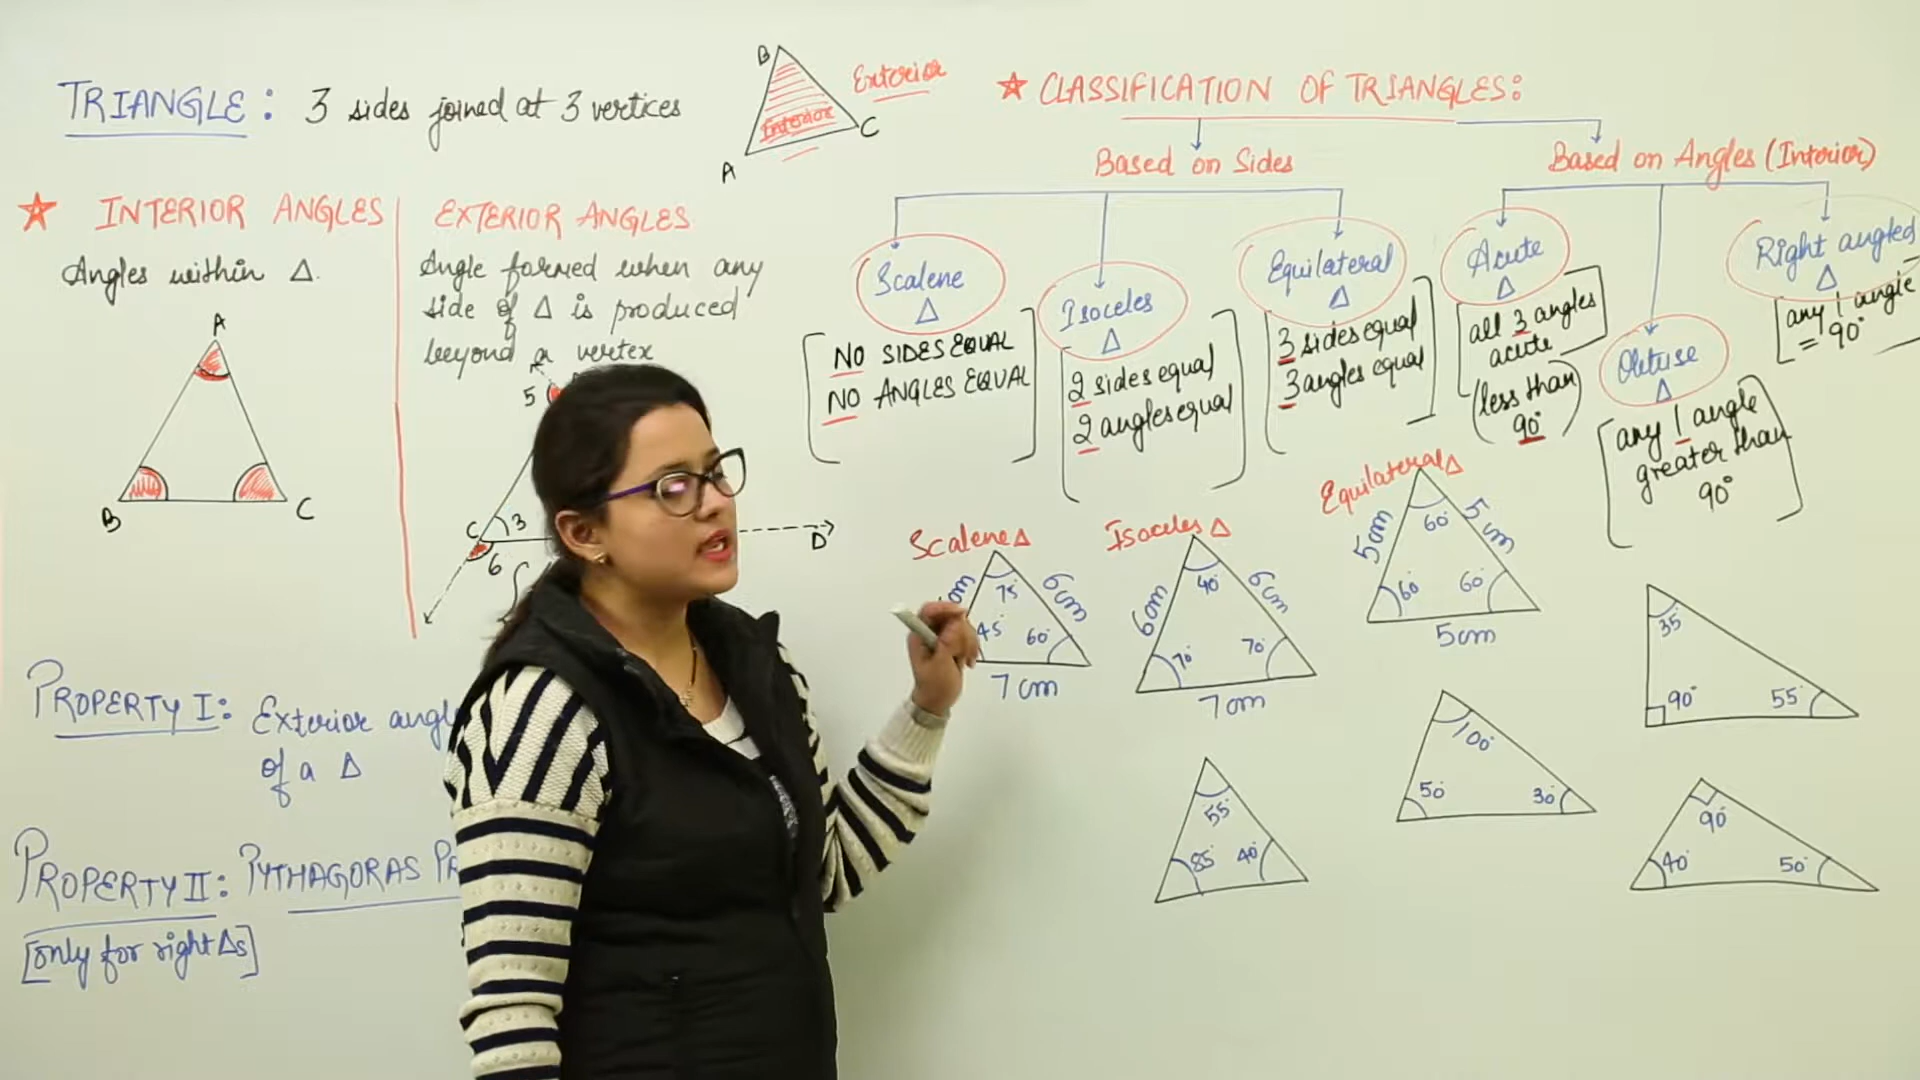 TRIANGLE: 3 sides joined at 3 vertices
B
Exterior
Interior
A
C
INTERIOR ANGLES
Angles within Δ.
A
B
C
EXTERIOR ANGLES
Angle formed when any
side of Δ is produced
beyond a vertex
5
C
3
6
D
PROPERTY I: Exterior angl
of a Δ
PROPERTY II: PYTHAGORAS PR
[only for right Δs]
CLASSIFICATION OF TRIANGLES:
Based on Sides
Scalene
Δ
NO SIDES EQUAL
NO ANGLES EQUAL
Isoceles
Δ
2 sides equal
2 angles equal
Equilateral
Δ
3 sides equal
3 angles equal
Based on Angles (Interior)
Acute
Δ
all 3 angles
acute
(less than
90°)
Obtuse
Δ
any 1 angle
greater than
90°
Right angled
Δ
any 1 angle
= 90°
Scalene Δ
cm
6cm
75°
45°
60°
7cm
Isoceles Δ
6cm
6cm
40°
70°
70°
7cm
Equilateral Δ
5cm
5cm
60°
60
60°
5cm
35°
90°
55°
100°
50°
30°
55°
85°
40°
90°
40°
50°